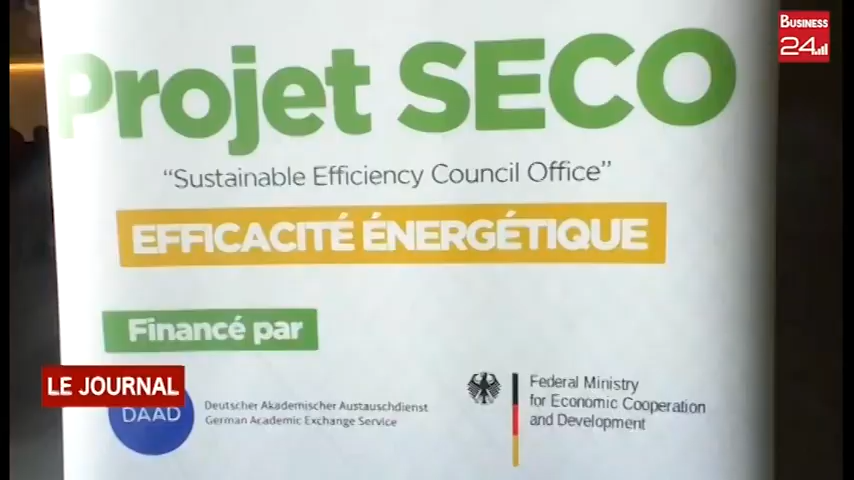 BUSINESS
24
Projet SECO
“Sustainable Efficiency Council Office”
EFFICACITÉ ÉNERGÉTIQUE
Financé par
LE JOURNAL
DAAD
Deutscher Akademischer Austauschdienst
German Academic Exchange Service
Federal Ministry
for Economic Cooperation
and Development